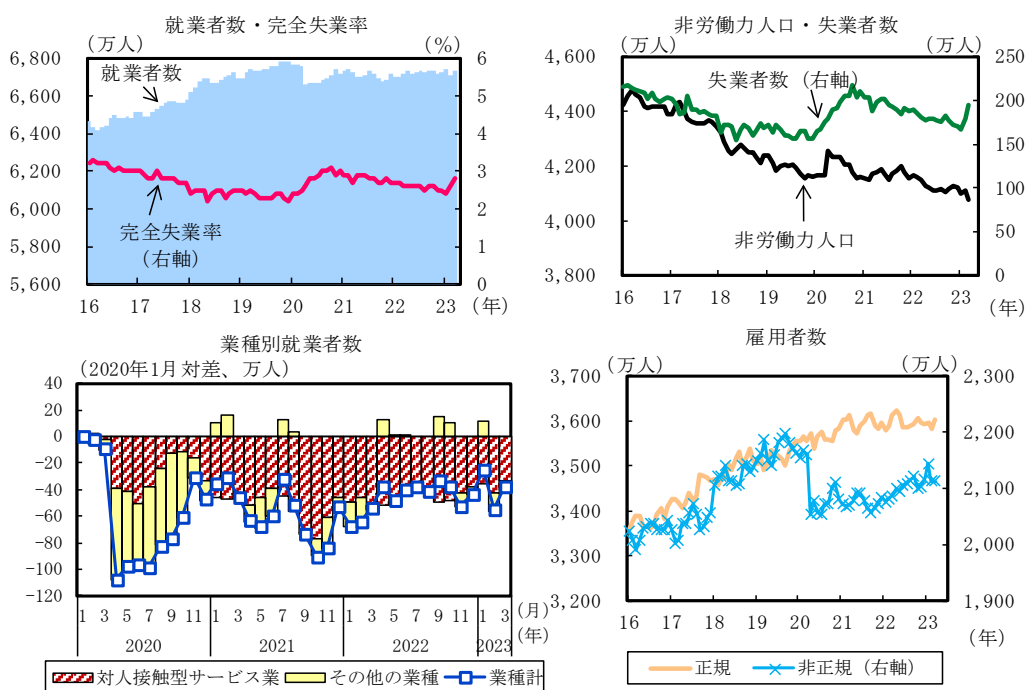 就業者数・完全失業率
(万人)
(%)
6,800
6,600
6,400
6,200
6,000
5,800
5,600
6
5
4
3
2
1
0
就業者数
完全失業率
(右軸)
16 17 18 19 20 21 22 23 (年)
非労働力人口・失業者数
(万人)
(万人)
4,600
4,400
4,200
4,000
3,800
250
200
150
100
50
0
失業者数 (右軸)
非労働力人口
16 17 18 19 20 21 22 23
(年)
業種別就業者数
(2020年1月対差、万人)
40
20
0
-20
-40
-60
-80
-100
-120
1 3 5 7 9 11 1 3 5 7 9 11 1 3 5 7 9 11 1 3 (月)
2020 2021 2022 2023 (年)
対人接触型サービス業 その他の業種 業種計
雇用者数
(万人)
(万人)
3,700
3,600
3,500
3,400
3,300
3,200
2,300
2,200
2,100
2,000
1,900
16 17 18 19 20 21 22 23
(年)
正規 非正規 (右軸)